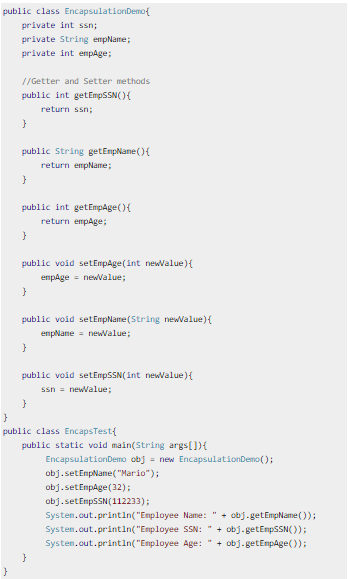 public class EncapsulationDemo{
    private int ssn;
    private String empName;
    private int empAge;

    //Getter and Setter methods
    public int getEmpSSN(){
        return ssn;
    }

    public String getEmpName(){
        return empName;
    }

    public int getEmpAge(){
        return empAge;
    }

    public void setEmpAge(int newValue){
        empAge = newValue;
    }

    public void setEmpName(String newValue){
        empName = newValue;
    }

    public void setEmpSSN(int newValue){
        ssn = newValue;
    }
}
public class EncapsTest{
    public static void main(String args[]){
         EncapsulationDemo obj = new EncapsulationDemo();
         obj.setEmpName("Mario");
         obj.setEmpAge(32);
         obj.setEmpSSN(112233);
         System.out.println("Employee Name: " + obj.getEmpName());
         System.out.println("Employee SSN: " + obj.getEmpSSN());
         System.out.println("Employee Age: " + obj.getEmpAge());
    }
}